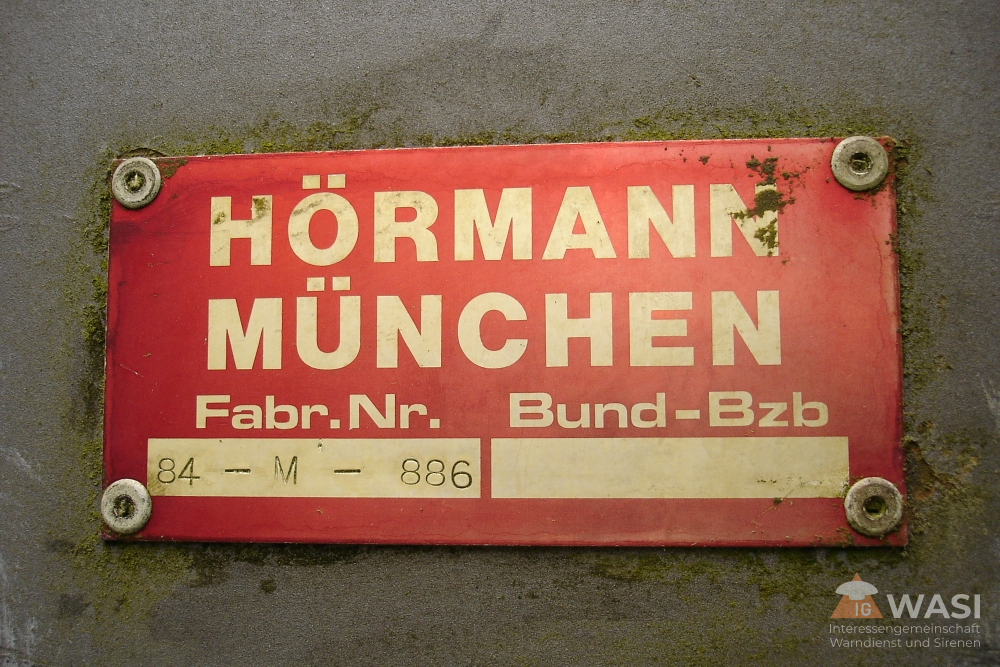 HÖRMANN
MÜNCHEN
Fabr.Nr. Bund-Bzb
84 - M - 886
IG WASI
Interessengemeinschaft
Warndienst und Sirenen